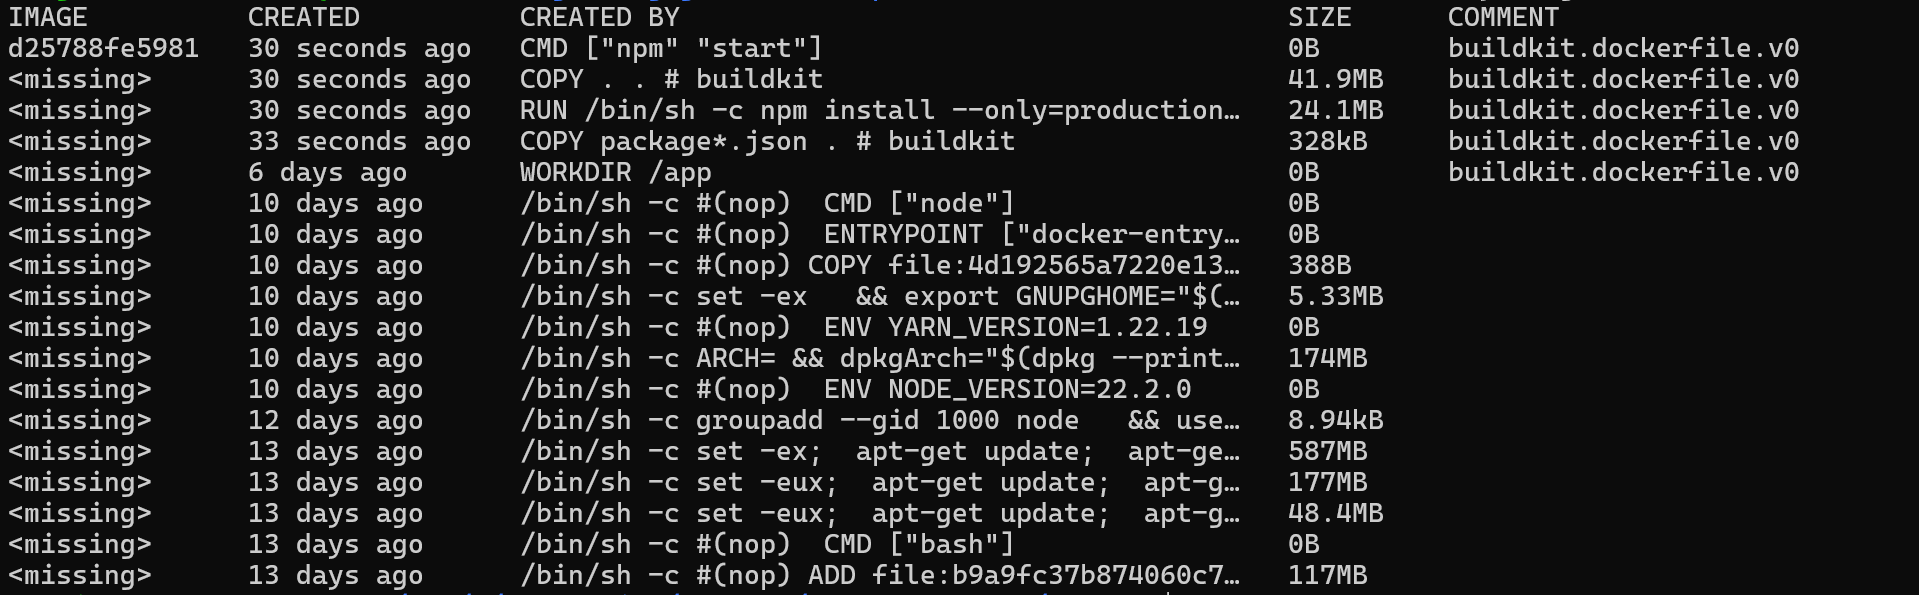 IMAGE CREATED CREATED BY SIZE COMMENT
d25788fe5981 30 seconds ago CMD ["npm" "start"] 0B buildkit.dockerfile.v0
<missing> 30 seconds ago COPY . . # buildkit 41.9MB buildkit.dockerfile.v0
<missing> 30 seconds ago RUN /bin/sh -c npm install --only=production… 24.1MB buildkit.dockerfile.v0
<missing> 33 seconds ago COPY package*.json . # buildkit 328kB buildkit.dockerfile.v0
<missing> 6 days ago WORKDIR /app 0B buildkit.dockerfile.v0
<missing> 10 days ago /bin/sh -c #(nop)  CMD ["node"] 0B
<missing> 10 days ago /bin/sh -c #(nop)  ENTRYPOINT ["docker-entry… 0B
<missing> 10 days ago /bin/sh -c #(nop) COPY file:4d192565a7220e13… 388B
<missing> 10 days ago /bin/sh -c set -ex   && export GNUPGHOME="$(… 5.33MB
<missing> 10 days ago /bin/sh -c #(nop)  ENV YARN_VERSION=1.22.19 0B
<missing> 10 days ago /bin/sh -c ARCH= && dpkgArch="$(dpkg --print… 174MB
<missing> 10 days ago /bin/sh -c #(nop)  ENV NODE_VERSION=22.2.0 0B
<missing> 12 days ago /bin/sh -c groupadd --gid 1000 node   && use… 8.94kB
<missing> 13 days ago /bin/sh -c set -ex;  apt-get update;  apt-ge… 587MB
<missing> 13 days ago /bin/sh -c set -eux;  apt-get update;  apt-g… 177MB
<missing> 13 days ago /bin/sh -c set -eux;  apt-get update;  apt-g… 48.4MB
<missing> 13 days ago /bin/sh -c #(nop)  CMD ["bash"] 0B
<missing> 13 days ago /bin/sh -c #(nop) ADD file:b9a9fc37b874060c7… 117MB